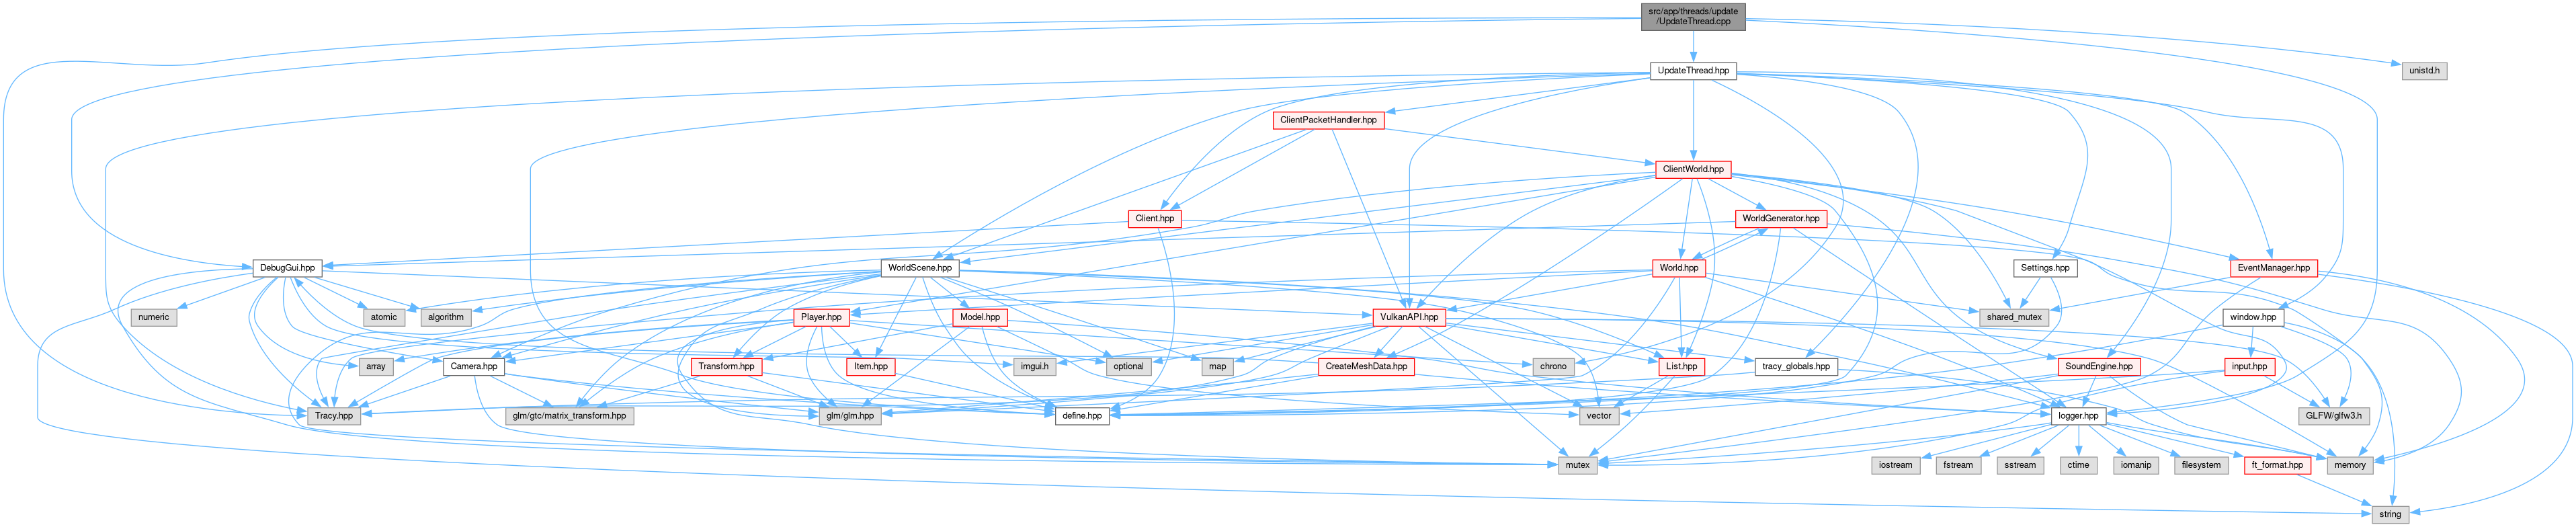 src/app/threads/update
/UpdateThread.cpp
UpdateThread.hpp
unistd.h
ClientPacketHandler.hpp
ClientWorld.hpp
Client.hpp
WorldGenerator.hpp
DebugGui.hpp
WorldScene.hpp
World.hpp
Settings.hpp
EventManager.hpp
numeric
atomic
algorithm
Player.hpp
Model.hpp
VulkanAPI.hpp
shared_mutex
window.hpp
array
Camera.hpp
Transform.hpp
Item.hpp
imgui.h
optional
map
chrono
CreateMeshData.hpp
List.hpp
tracy_globals.hpp
SoundEngine.hpp
input.hpp
Tracy.hpp
glm/gtc/matrix_transform.hpp
glm/glm.hpp
define.hpp
vector
logger.hpp
GLFW/glfw3.h
mutex
iostream
fstream
sstream
ctime
iomanip
filesystem
ft_format.hpp
memory
string